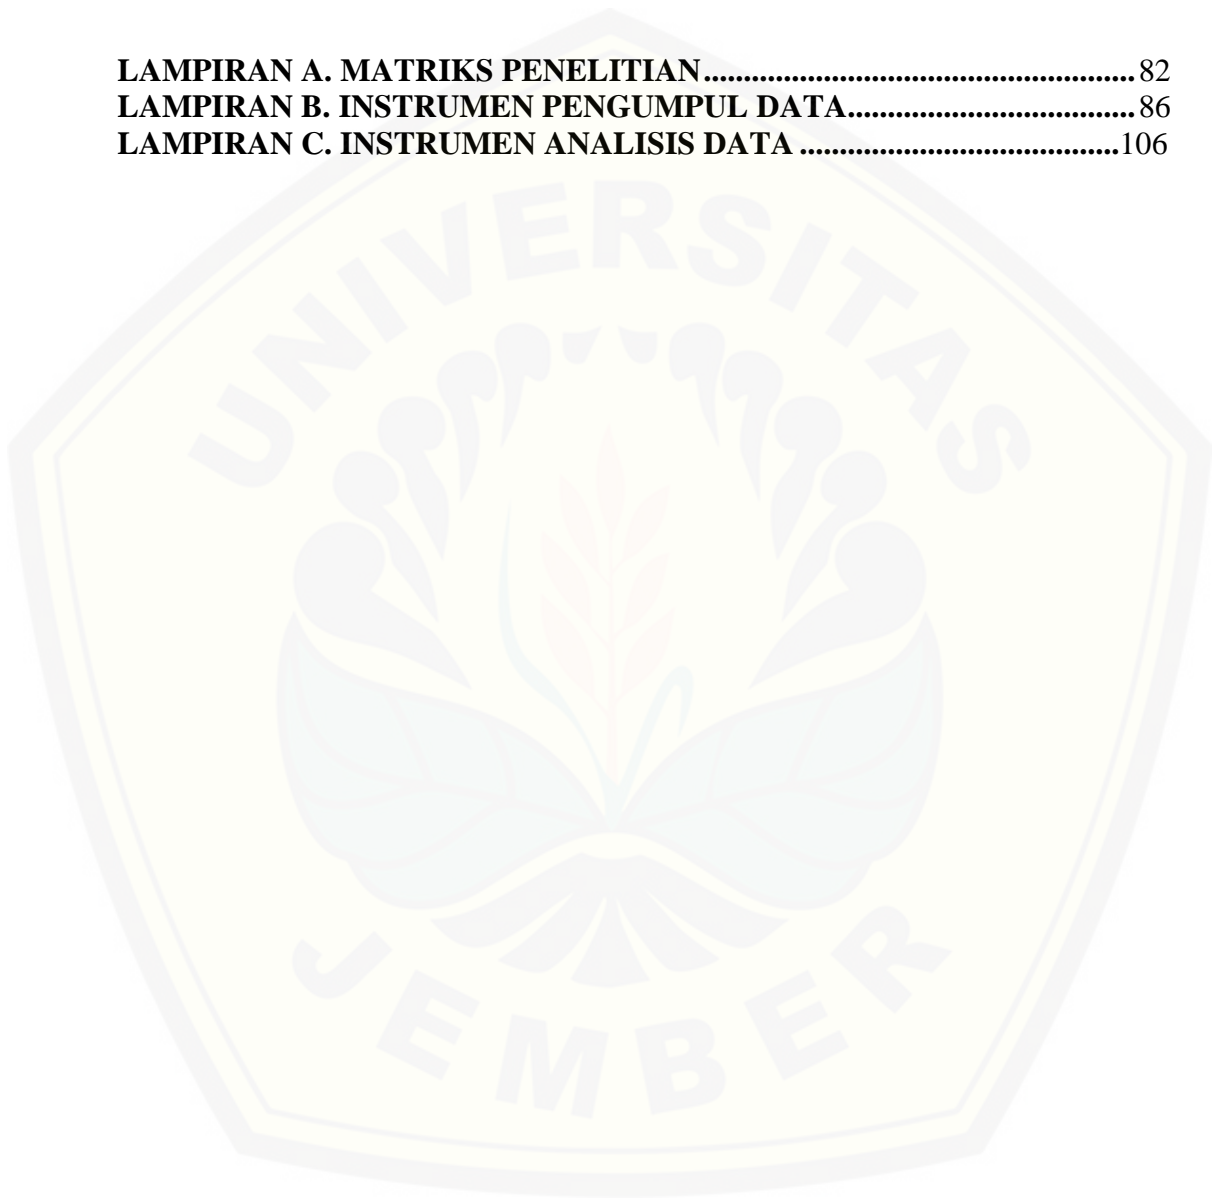 LAMPIRAN A. MATRIKS PENELITIAN......................................................82
LAMPIRAN B. INSTRUMEN PENGUMPUL DATA....................................86
LAMPIRAN C. INSTRUMEN ANALISIS DATA ........................................106
UNIVERSITAS
JEMBER